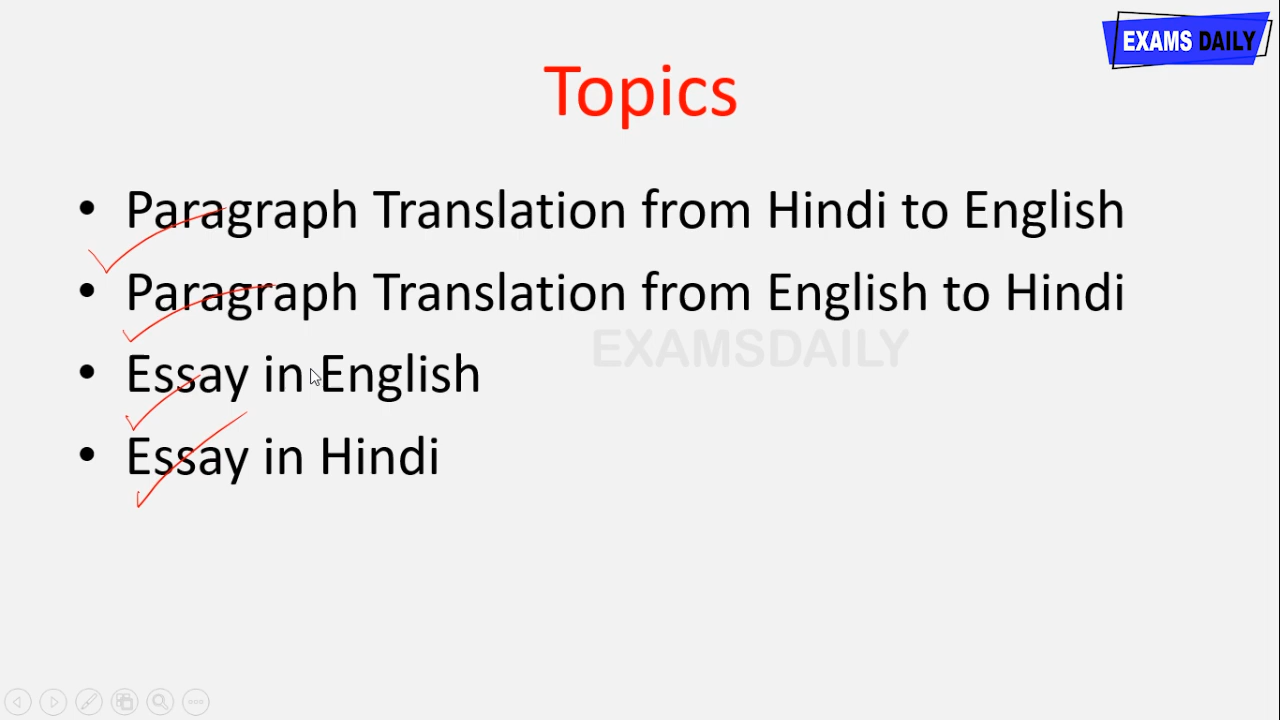 EXAMS DAILY
Topics
• Paragraph Translation from Hindi to English
• Paragraph Translation from English to Hindi
EXAMSDAILY
• Essay in English
• Essay in Hindi